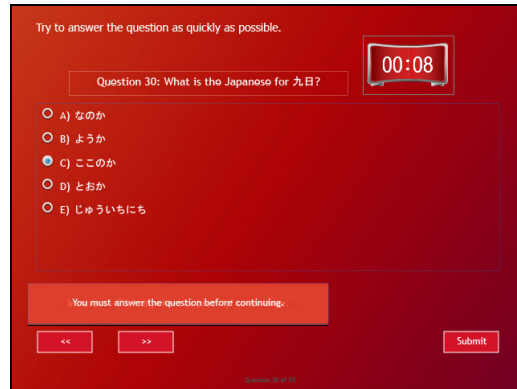 Try to answer the question as quickly as possible.
00:08
Question 30: What is the Japanese for 九日?
A) なのか
B) ようか
C) ここのか
D) とおか
E) じゅういちにち
You must answer the question before continuing.
<<
>>
Submit
Question 30 of 39